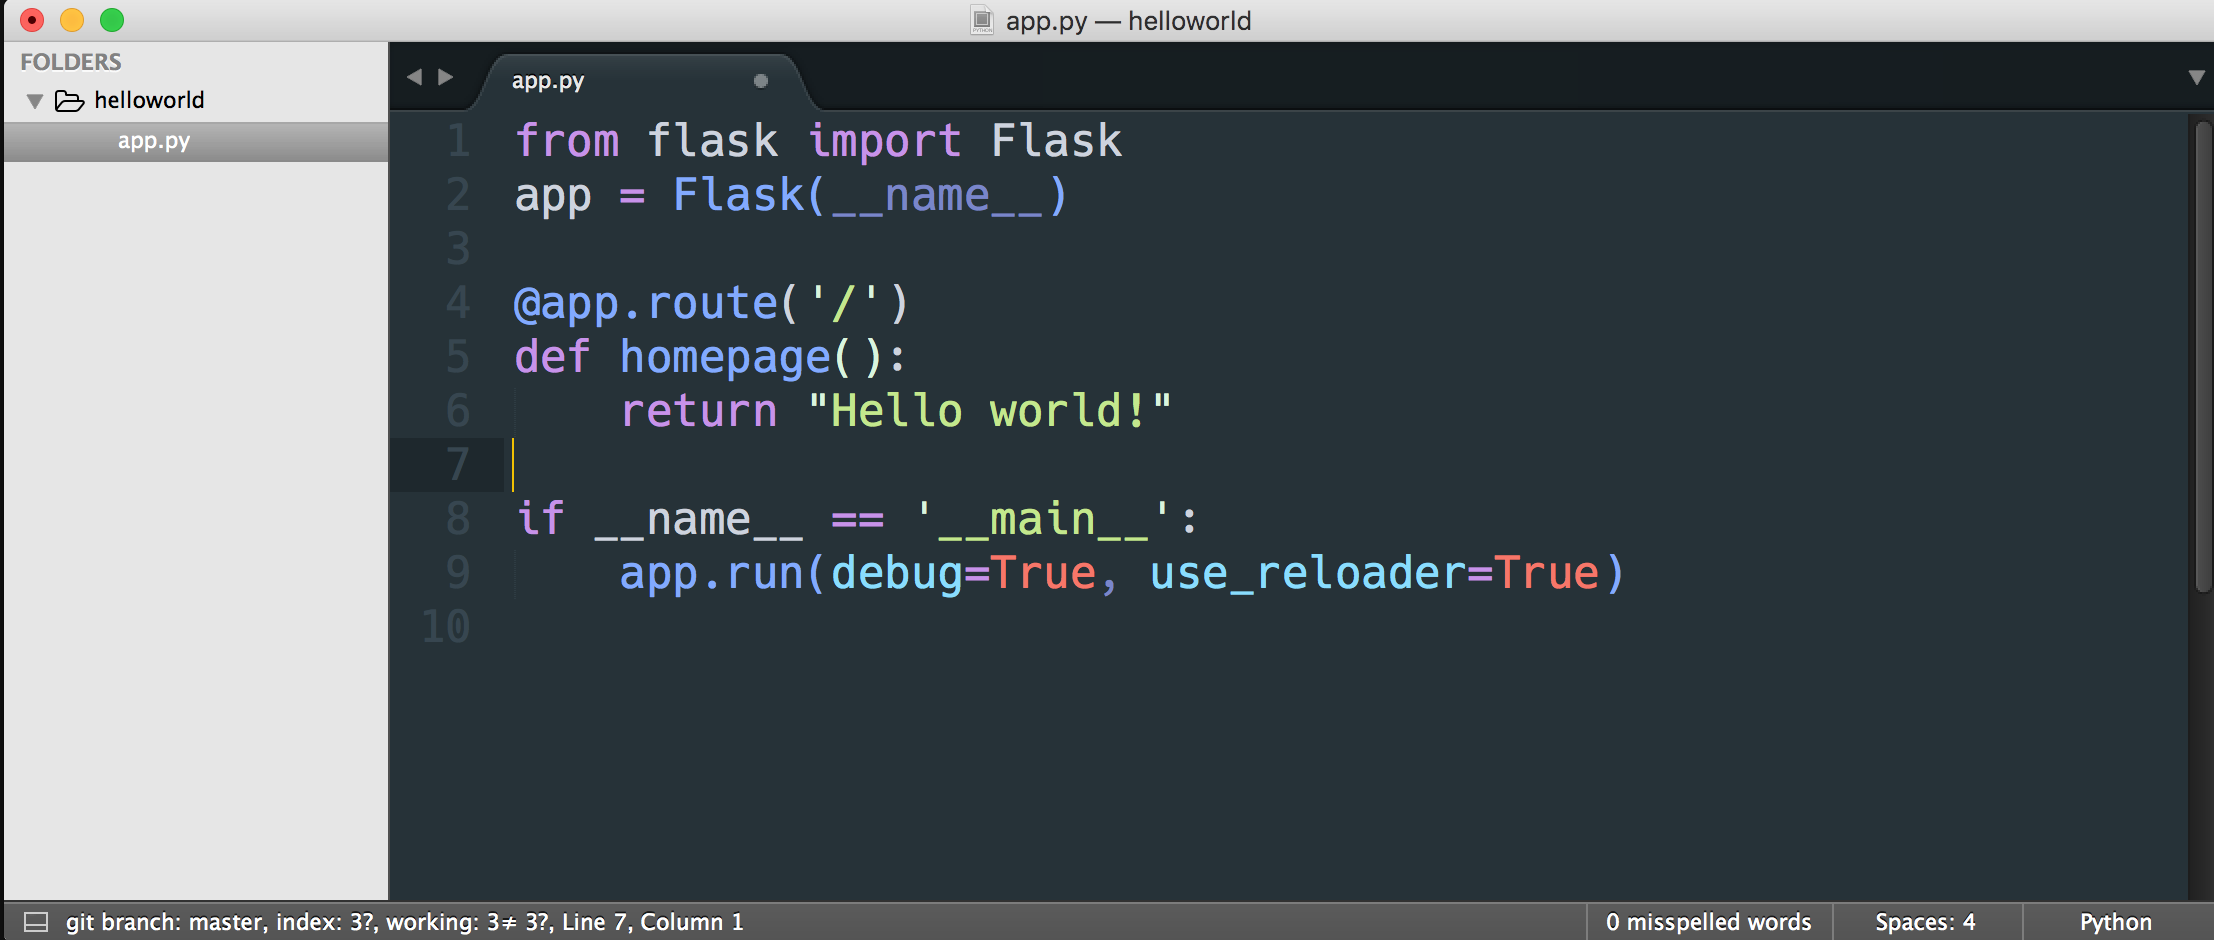 app.py — helloworld
FOLDERS
helloworld
app.py
app.py
1 from flask import Flask
2 app = Flask(__name__)
3
4 @app.route('/')
5 def homepage():
6     return "Hello world!"
7
8 if __name__ == '__main__':
9     app.run(debug=True, use_reloader=True)
10
git branch: master, index: 3?, working: 3≠ 3?, Line 7, Column 1
0 misspelled words
Spaces: 4
Python